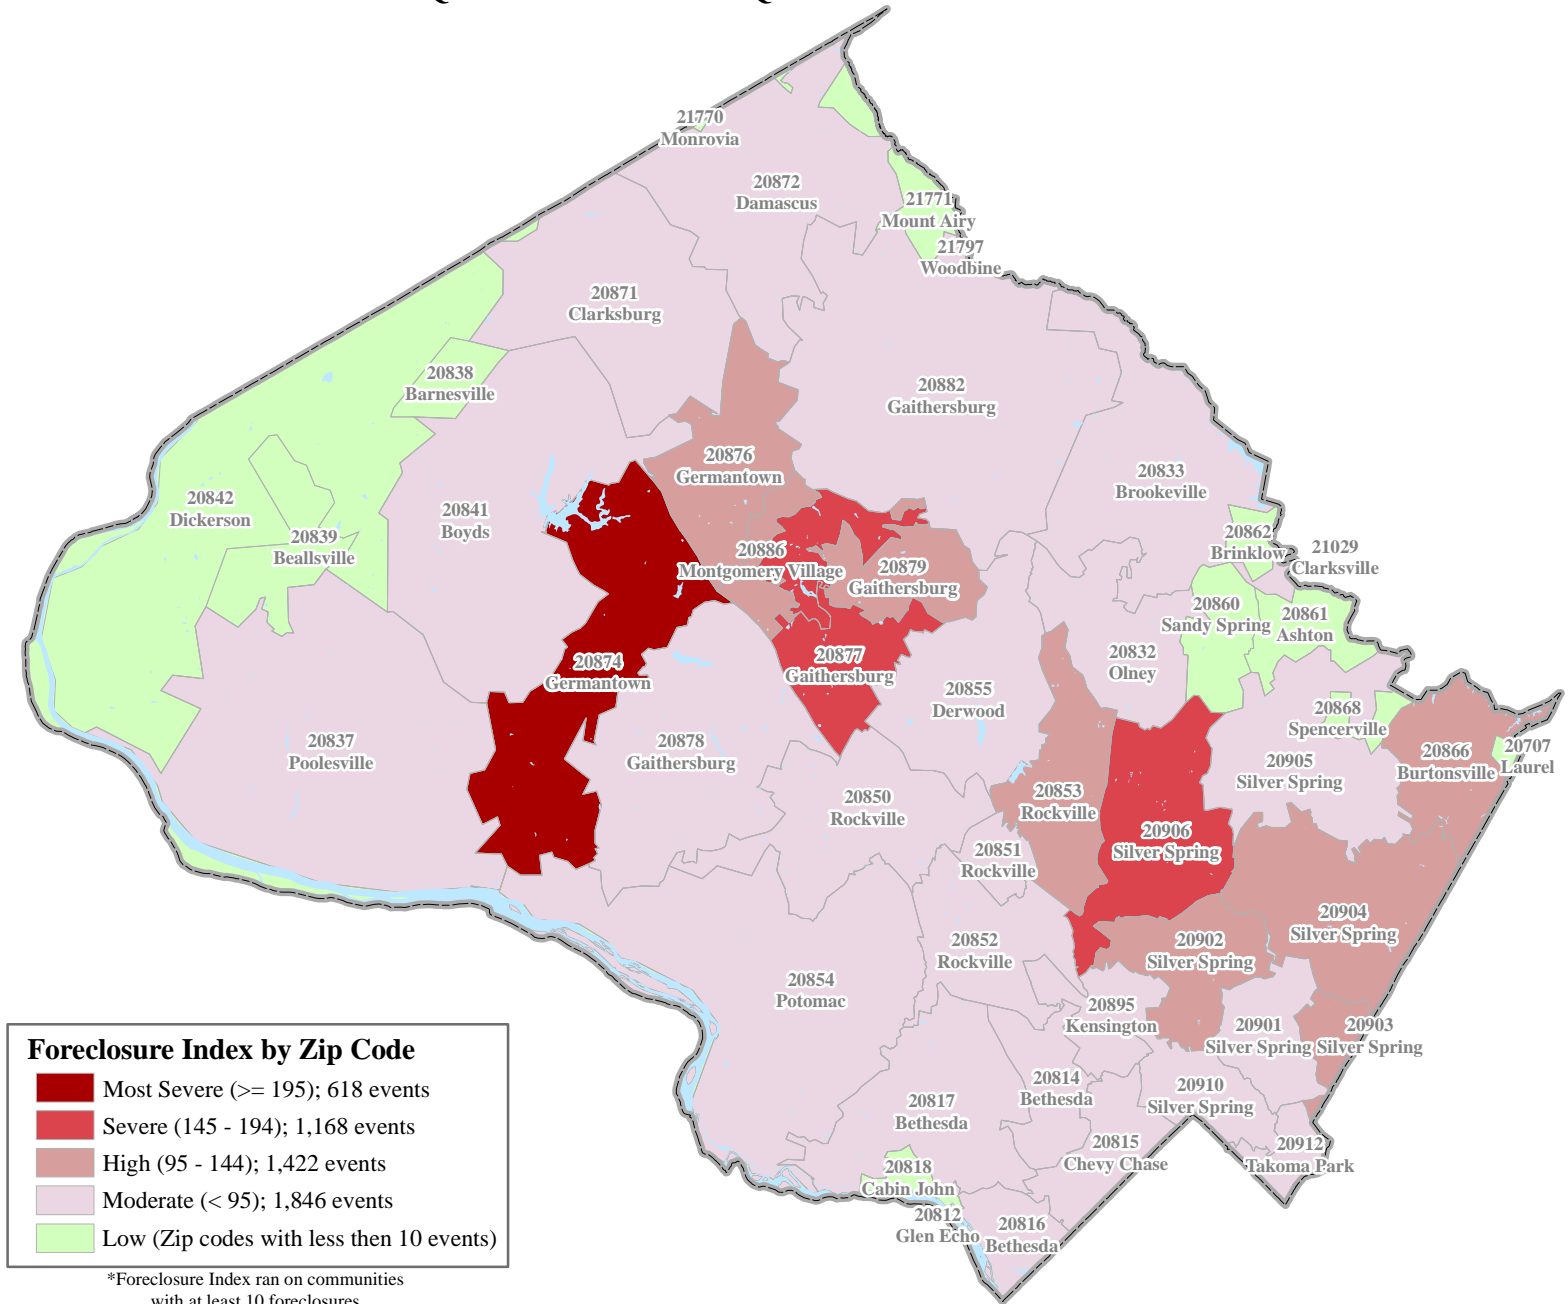 21770
Monrovia
20872
Damascus
21771
Mount Airy
21797
Woodbine
20871
Clarksburg
20838
Barnesville
20882
Gaithersburg
20876
Germantown
20833
Brookeville
20842
Dickerson
20841
Boyds
20839
Beallsville
20862
Brinklow
21029
Clarksville
20886
Montgomery Village
20879
Gaithersburg
20860
Sandy Spring
20861
Ashton
20877
Gaithersburg
20832
Olney
20874
Germantown
20855
Derwood
20868
Spencerville
20837
Poolesville
20878
Gaithersburg
20905
Silver Spring
20866
Burtonsville
20707
Laurel
20850
Rockville
20853
Rockville
20906
Silver Spring
20851
Rockville
20904
Silver Spring
20852
Rockville
20902
Silver Spring
20854
Potomac
20895
Kensington
20901
Silver Spring
20903
Silver Spring
20814
Bethesda
20910
Silver Spring
20817
Bethesda
20815
Chevy Chase
20912
Takoma Park
20818
Cabin John
20812
Glen Echo
20816
Bethesda
Foreclosure Index by Zip Code
Most Severe (>= 195); 618 events
Severe (145 - 194); 1,168 events
High (95 - 144); 1,422 events
Moderate (< 95); 1,846 events
Low (Zip codes with less then 10 events)
*Foreclosure Index ran on communities
with at least 10 foreclosures